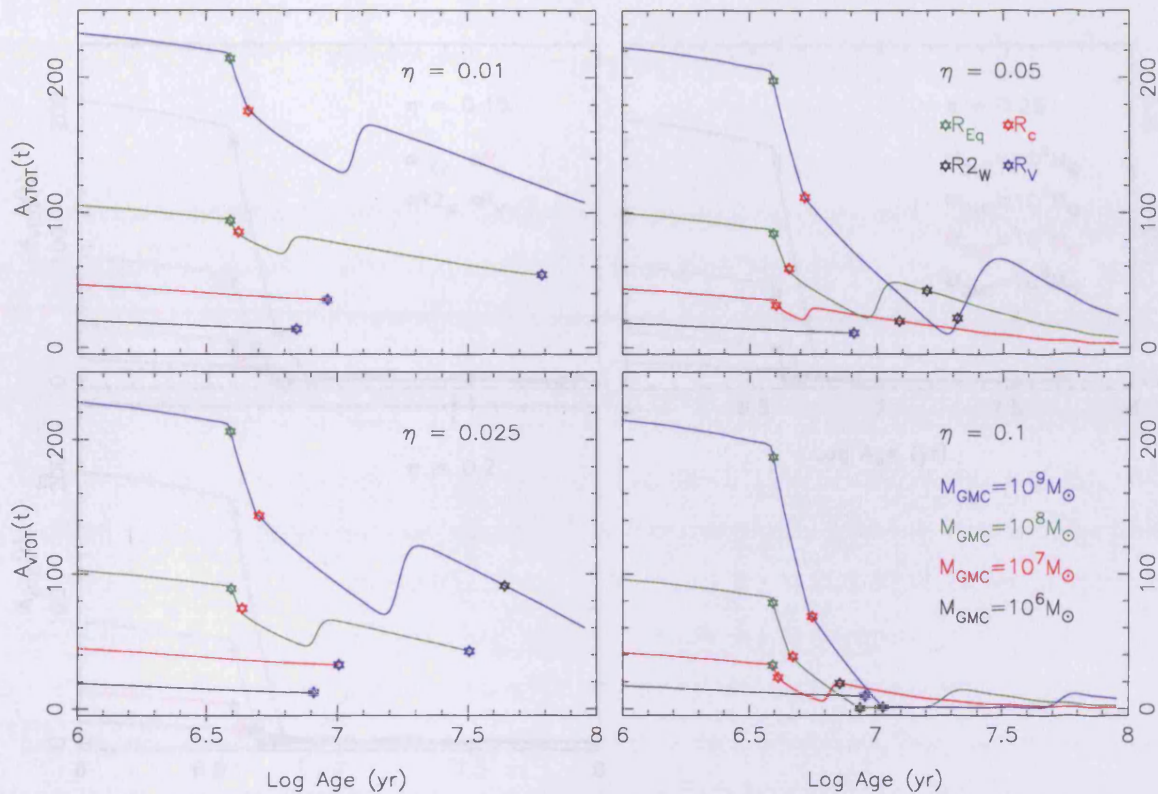 η = 0.01
η = 0.05
R_Eq R_c
R2_W R_V
200
100
0
A_VTOT(t)
200
100
0
η = 0.025
η = 0.1
M_GMC=10^9M_⊙
M_GMC=10^8M_⊙
M_GMC=10^7M_⊙
M_GMC=10^6M_⊙
200
100
0
A_VTOT(t)
200
100
0
6 6.5 7 7.5 8
6.5 7 7.5 8
Log Age (yr)
Log Age (yr)